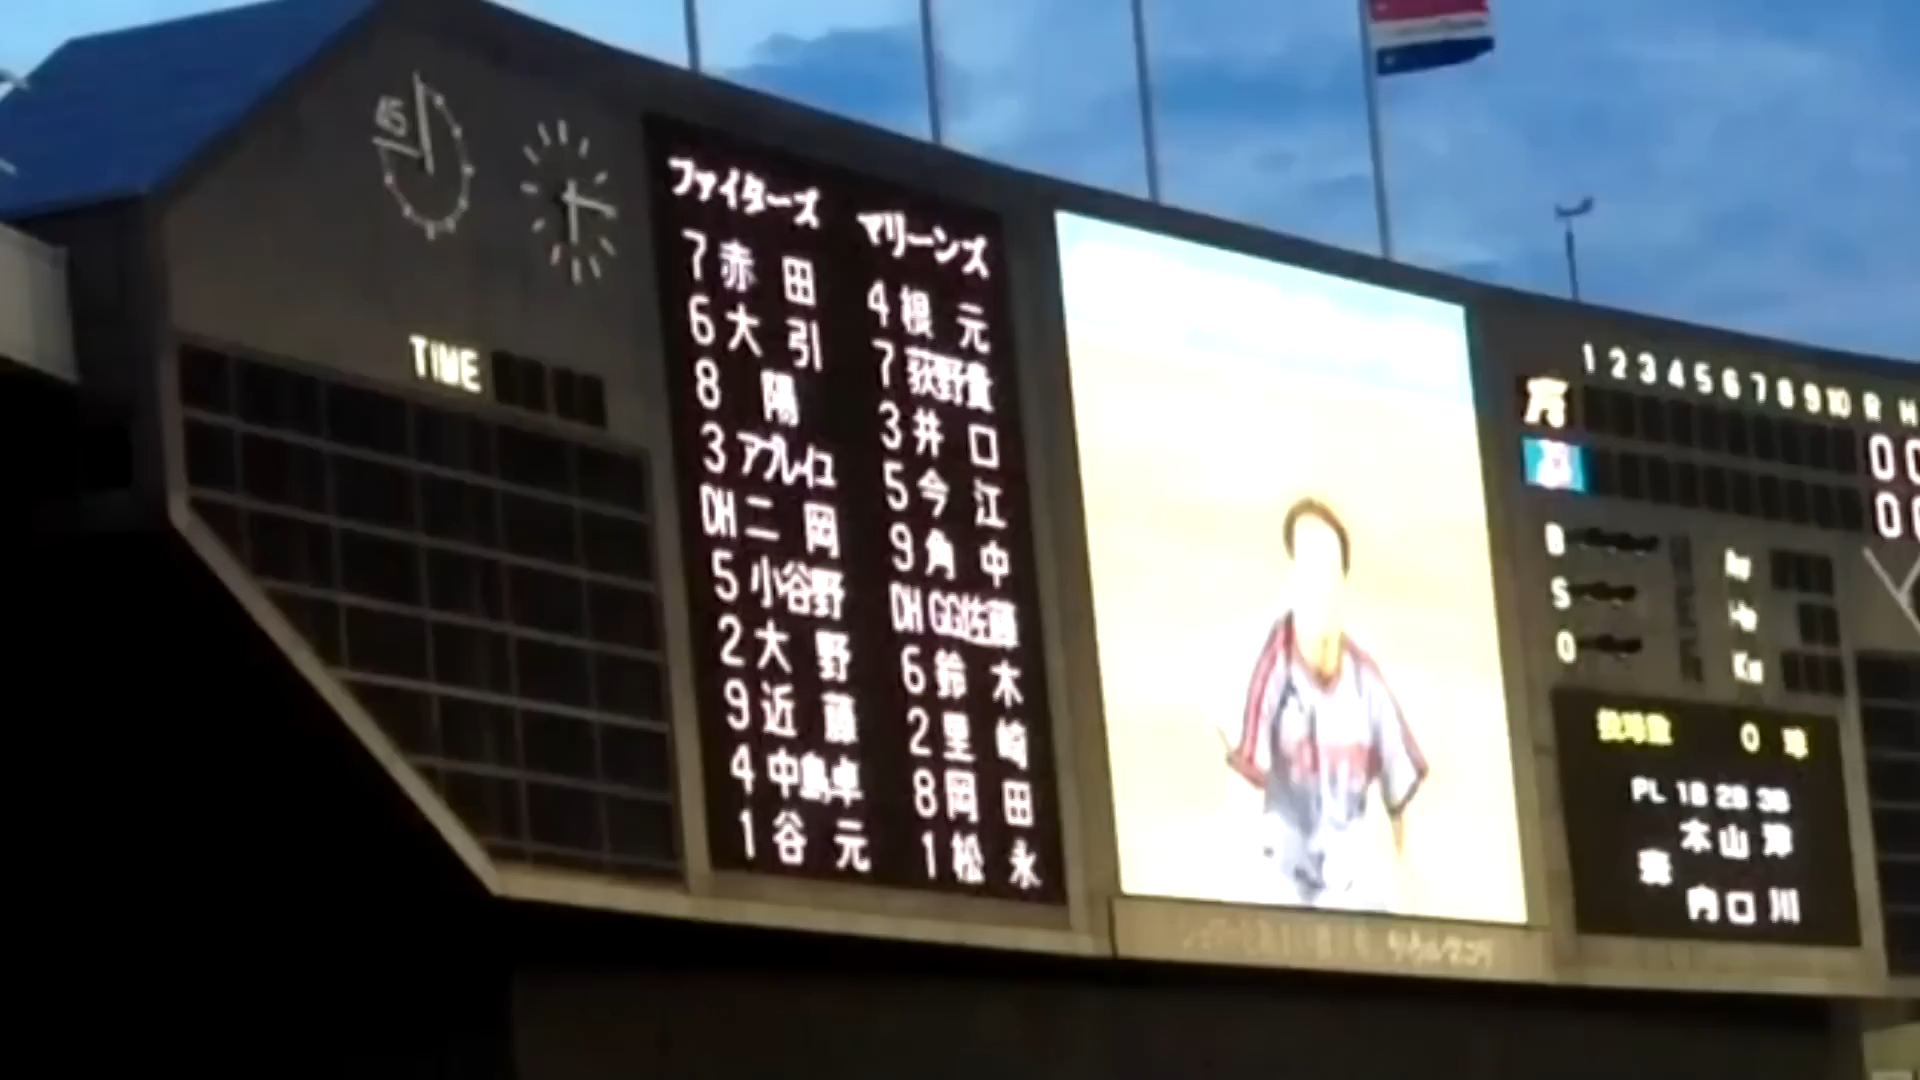 45
TIME
ファイターズ
7 赤田
6 大引
8 陽
3 アブレイユ
DH 二岡
5 小谷野
2 大野
9 近藤
4 中島卓
1 谷元
マリーンズ
4 根元
7 荻野貴
3 井口
5 今江
9 角中
DH GG佐藤
6 鈴木
2 里崎
8 岡田
1 松永
1 2 3 4 5 6 7 8 9 10 R H
0 0
0 0
B
S
O
投球数 0 球
PL 1B 2B 3B
木 山 津
内 口 川